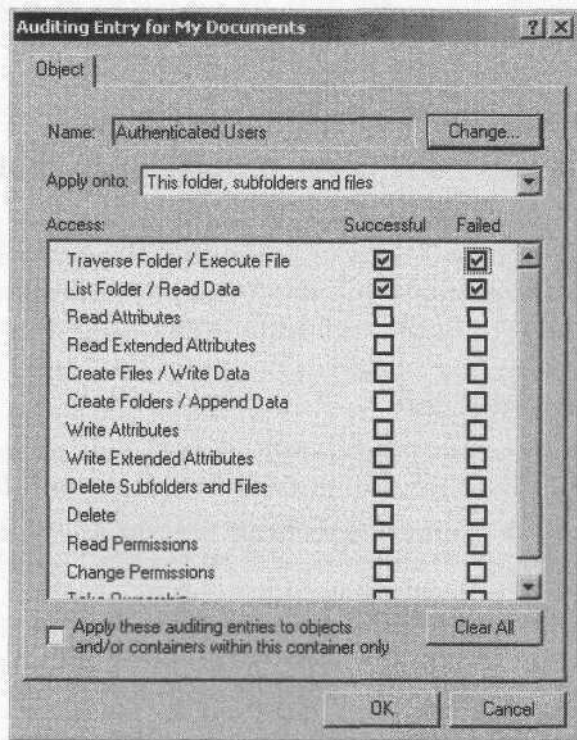 Auditing Entry for My Documents
Object
Name: Authenticated Users Change...
Apply onto: This folder, subfolders and files
Access: Successful Failed
Traverse Folder / Execute File
List Folder / Read Data
Read Attributes
Read Extended Attributes
Create Files / Write Data
Create Folders / Append Data
Write Attributes
Write Extended Attributes
Delete Subfolders and Files
Delete
Read Permissions
Change Permissions
Take Ownership
Apply these auditing entries to objects
and/or containers within this container only
Clear All
OK Cancel